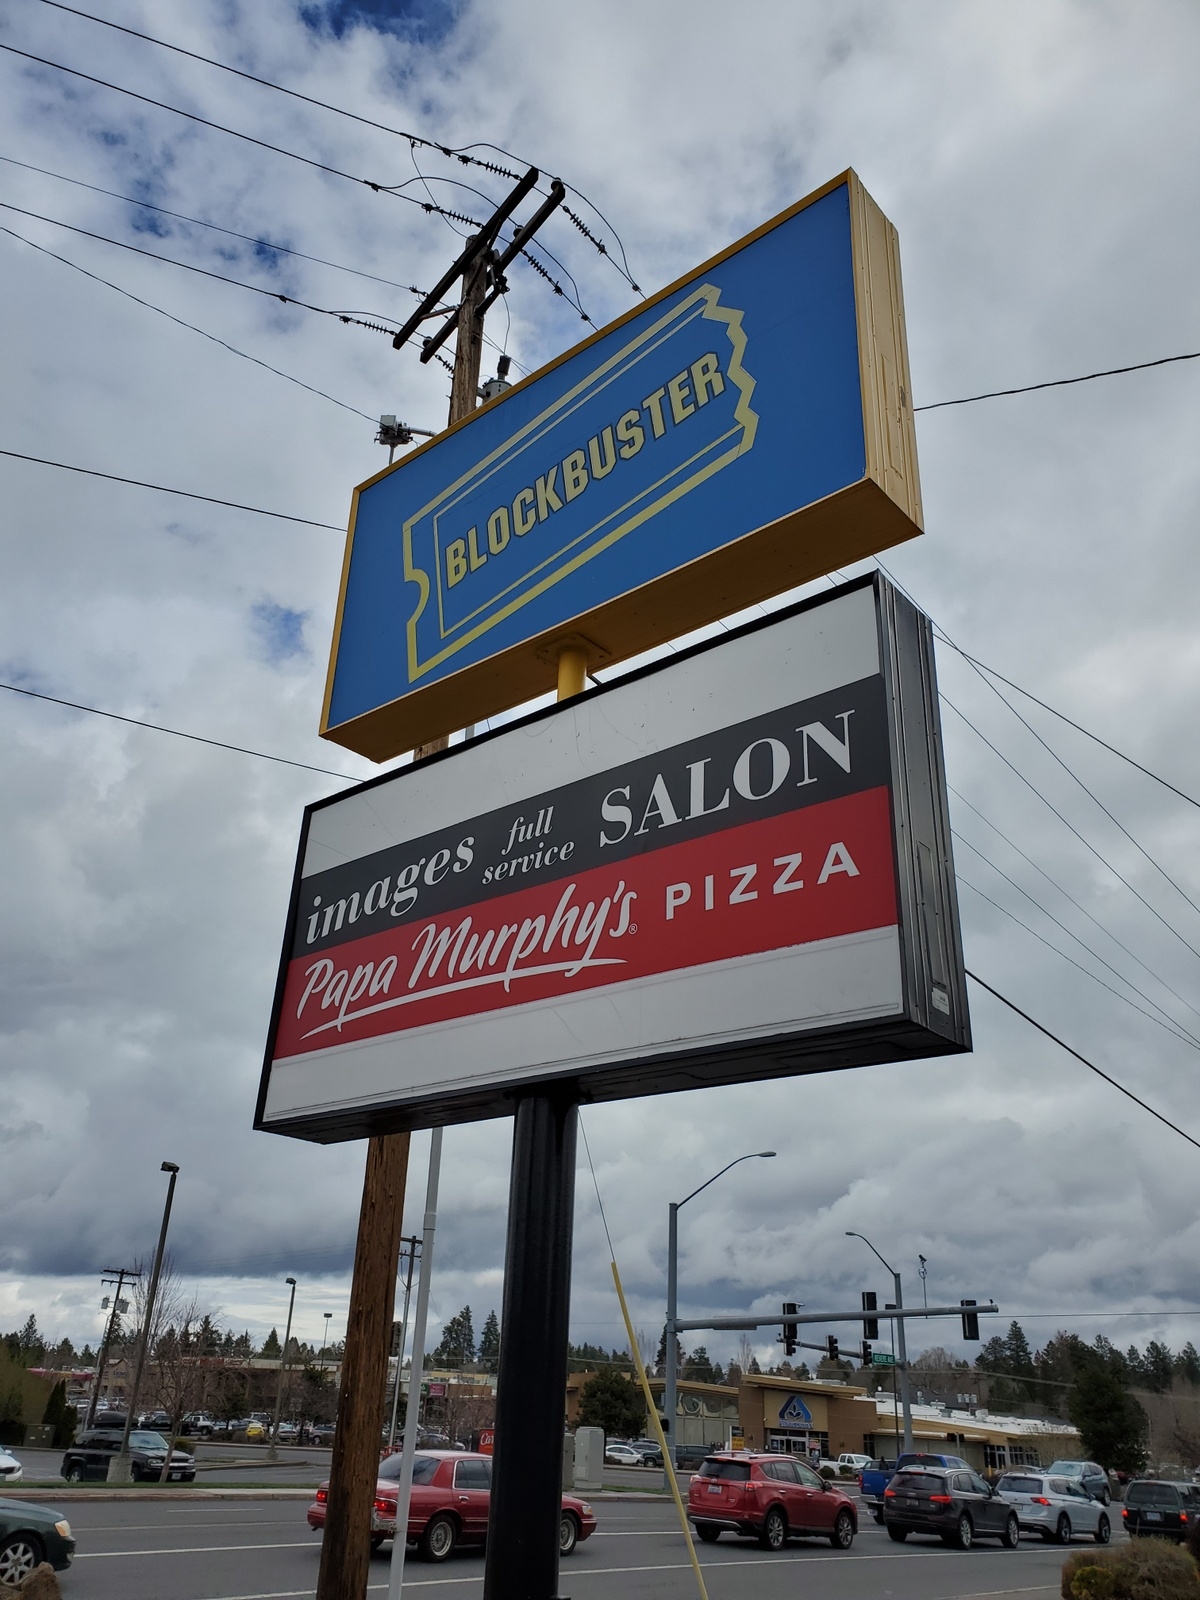 BLOCKBUSTER
images full service SALON
Papa Murphy's® PIZZA